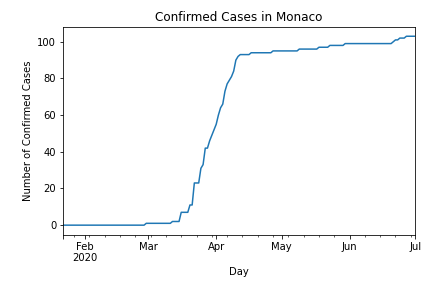 Confirmed Cases in Monaco
Number of Confirmed Cases
100
80
60
40
20
0
Feb Mar Apr May Jun Jul
2020
Day